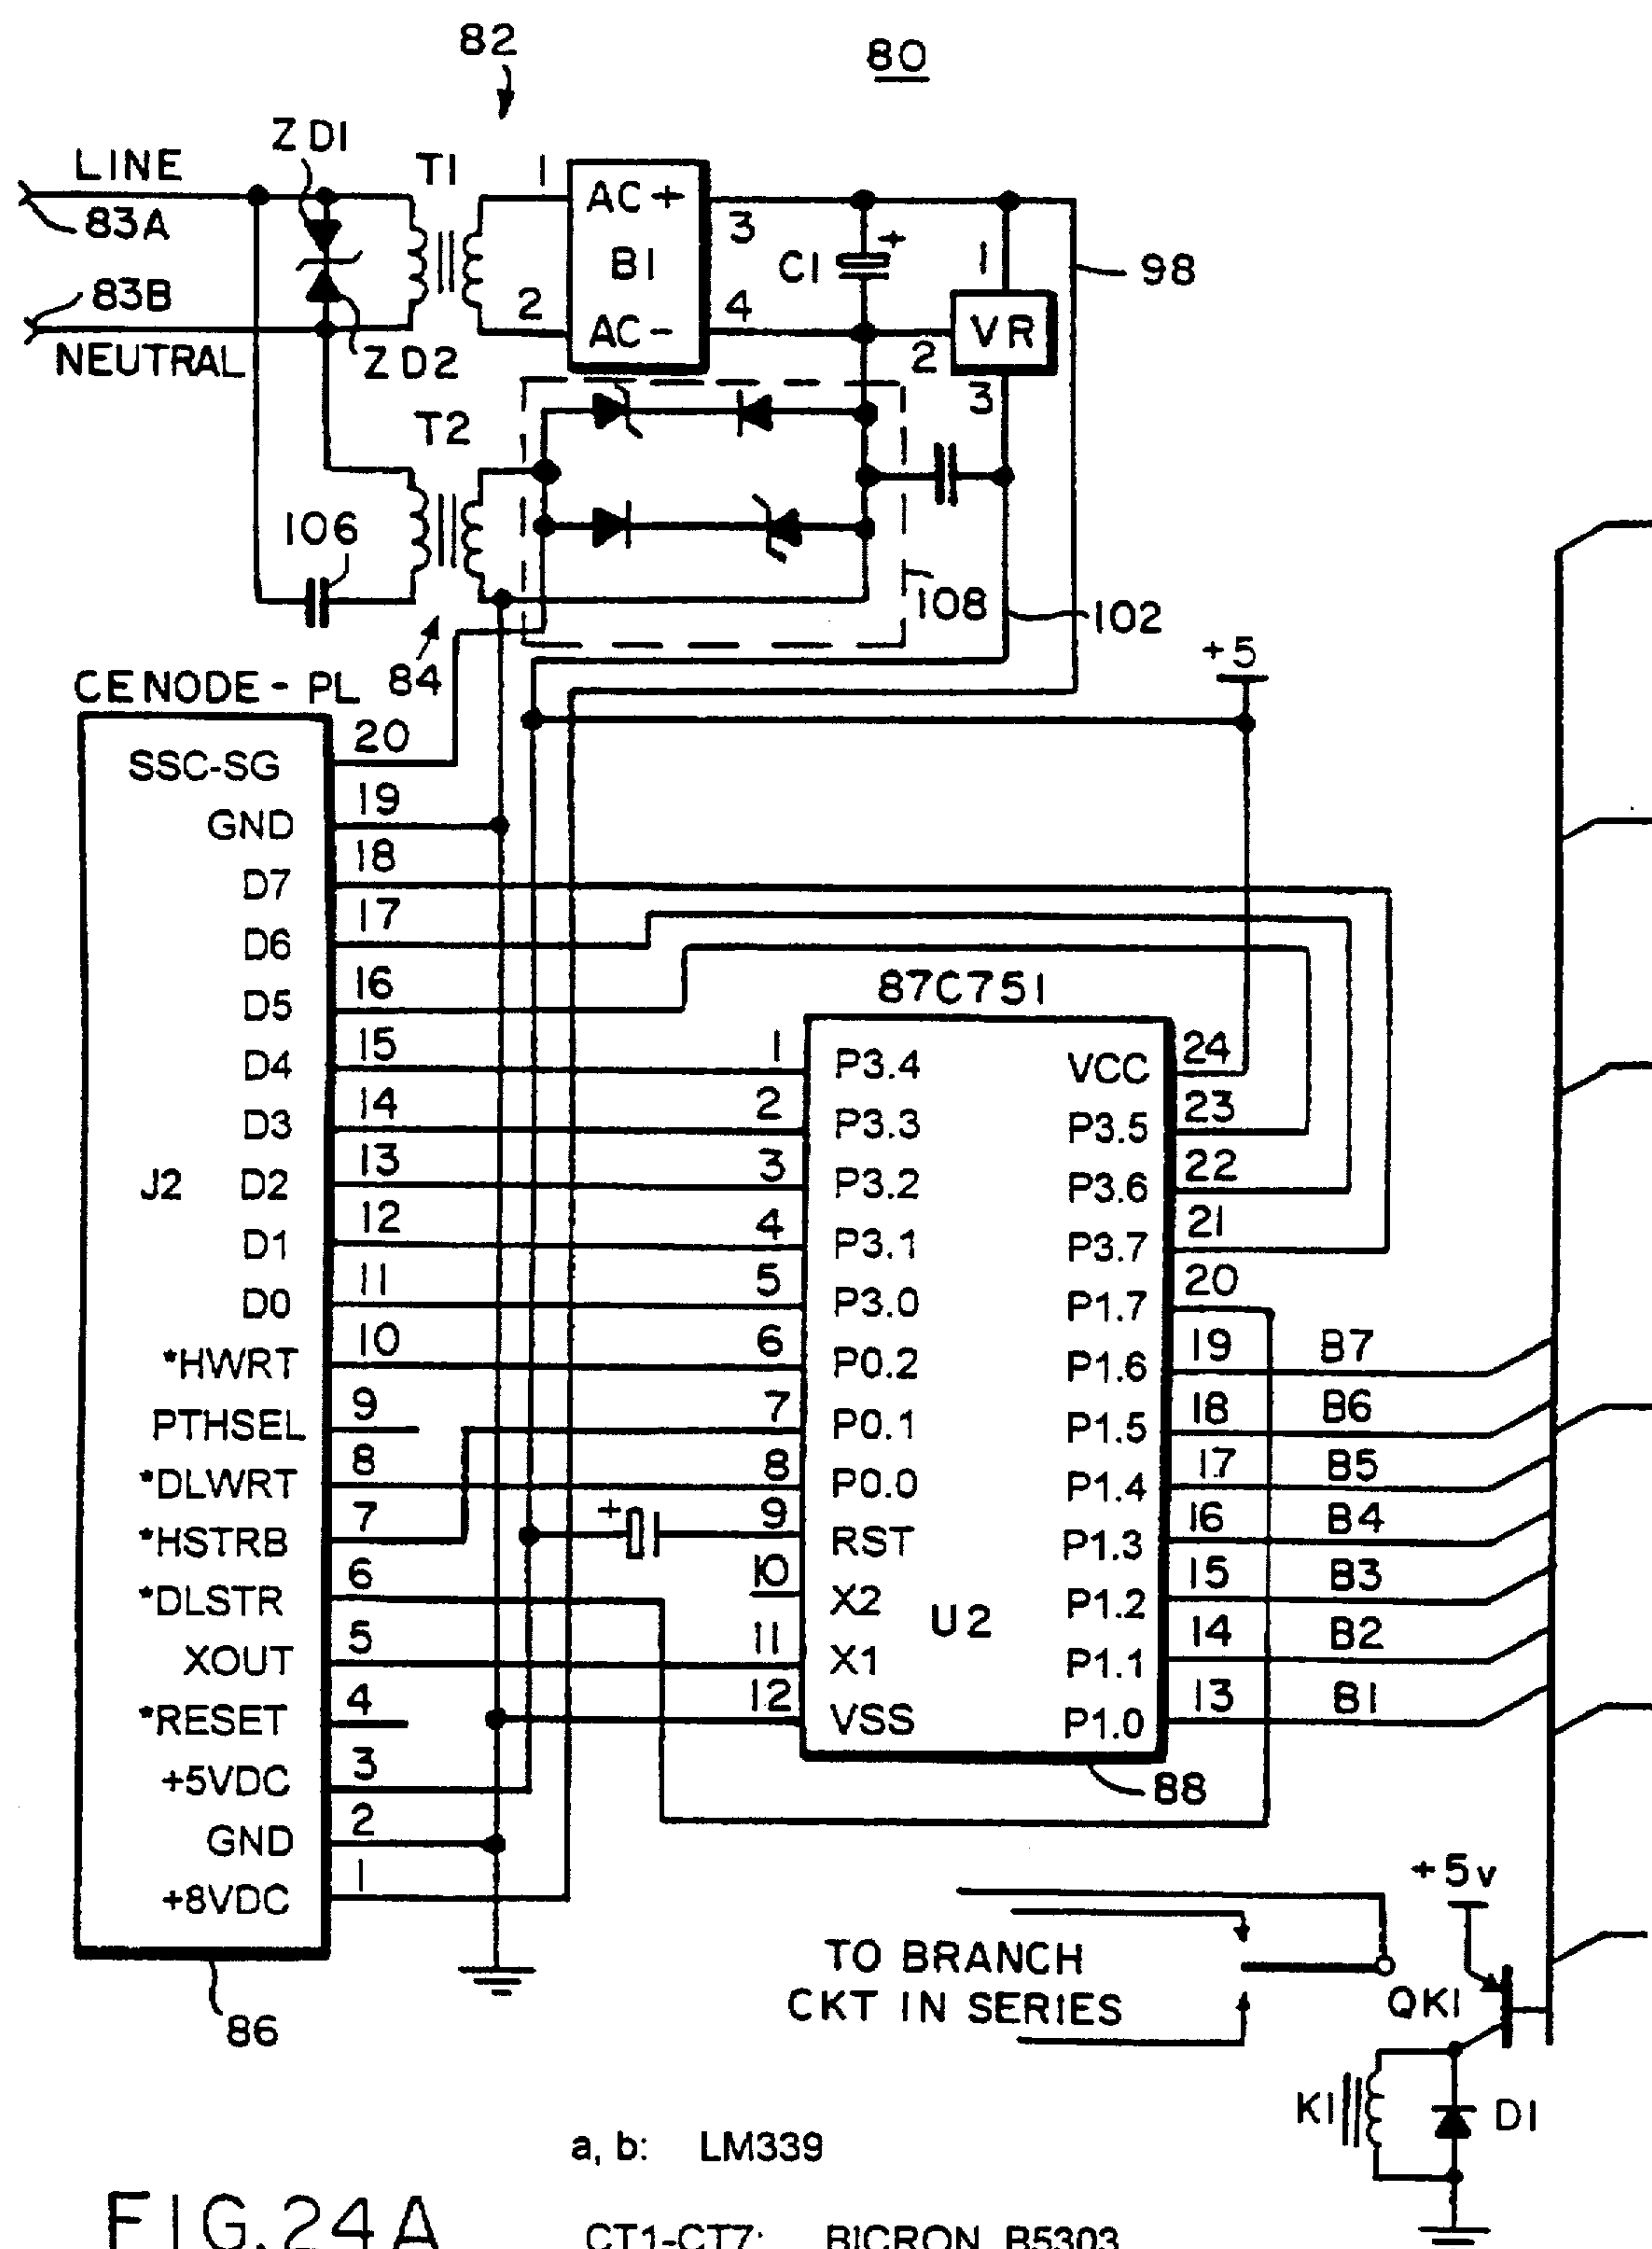 82
80
ZD1
LINE
T1
1
AC+
83A
3
B1
C1
+
1
98
83B
2
4
AC-
VR
2
NEUTRAL
ZD2
3
T2
106
108
102
+5
84
CENODE-PL
20
SSC-SG
19
GND
18
D7
17
D6
16
D5
87C751
15
D4
1
P3.4
VCC
24
14
D3
2
P3.3
P3.5
23
13
J2
D2
3
P3.2
P3.6
22
12
D1
4
P3.1
P3.7
21
11
D0
5
P3.0
P1.7
20
10
*HWRT
6
P0.2
P1.6
19
B7
9
PTHSEL
7
P0.1
P1.5
18
B6
8
*DLWRT
8
P0.0
P1.4
17
B5
7
*HSTRB
+
9
RST
P1.3
16
B4
6
*DLSTR
10
X2
U2
P1.2
15
B3
5
XOUT
11
X1
P1.1
14
B2
4
*RESET
12
VSS
P1.0
13
B1
3
+5VDC
88
2
GND
1
+8VDC
+5v
TO BRANCH
CKT IN SERIES
QK1
86
K1
D1
a, b: LM339
FIG.24A
CT1-CT7: BICRON B5303